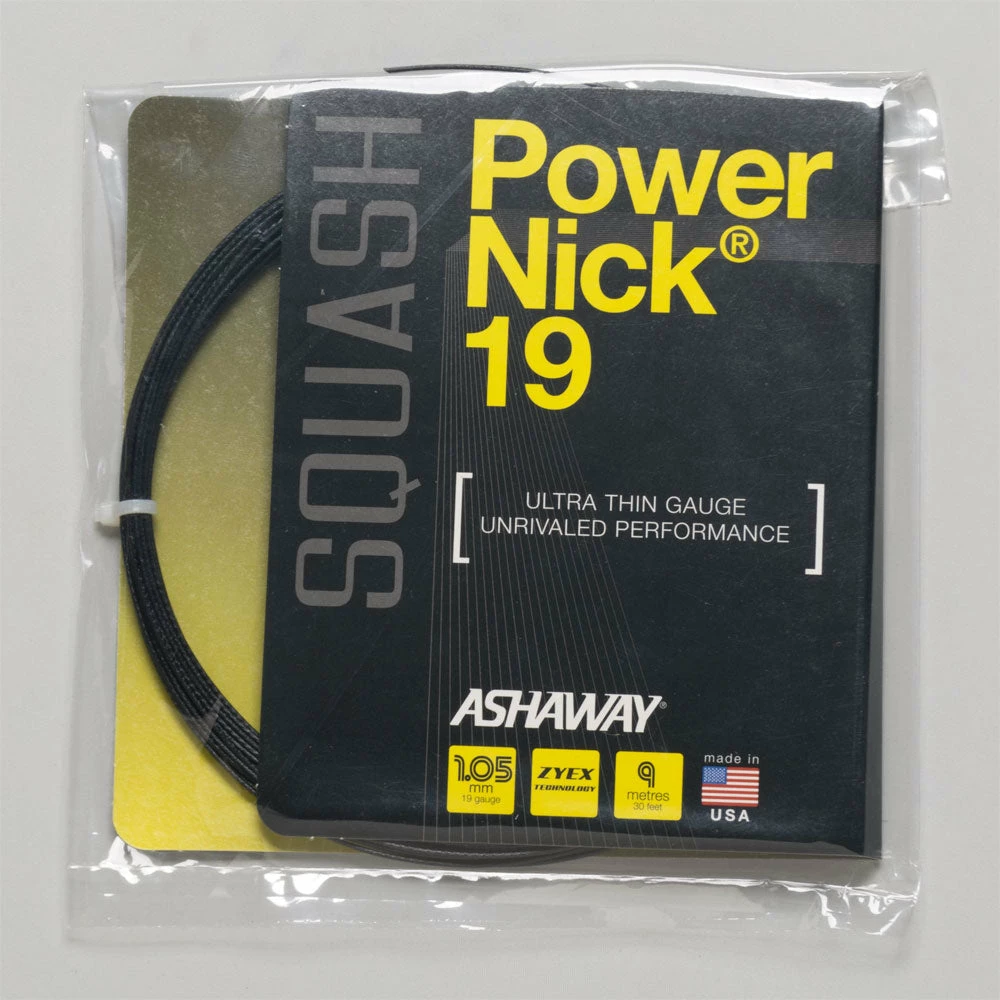 SQUASH
Power
Nick®
19
[ ULTRA THIN GAUGE
UNRIVALED PERFORMANCE ]
ASHAWAY®
1.05
mm
19 gauge
ZYEX
TECHNOLOGY
9
metres
30 feet
made in
USA